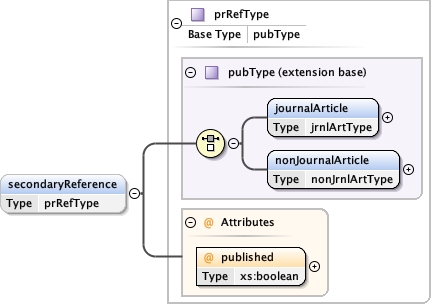 prRefType
Base Type pubType
pubType (extension base)
journalArticle
Type jrnlArtType
nonJournalArticle
Type nonJrnlArtType
secondaryReference
Type prRefType
@ Attributes
@ published
Type xs:boolean